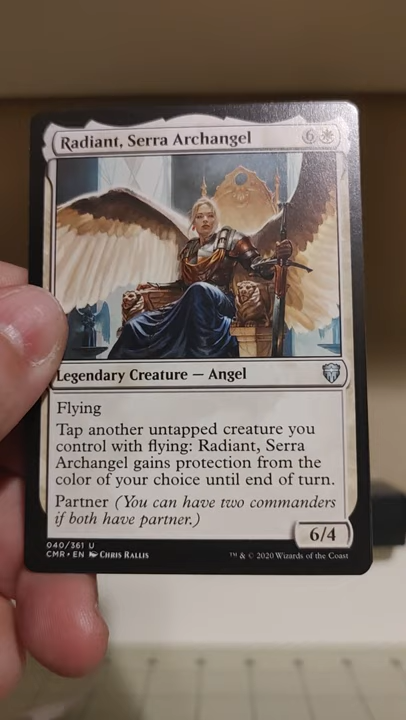 Radiant, Serra Archangel 6
Legendary Creature — Angel
Flying
Tap another untapped creature you
control with flying: Radiant, Serra
Archangel gains protection from the
color of your choice until end of turn.
Partner (You can have two commanders
if both have partner.)
6/4
040/361 U
CMR • EN Chris Rallis
™ & © 2020 Wizards of the Coast